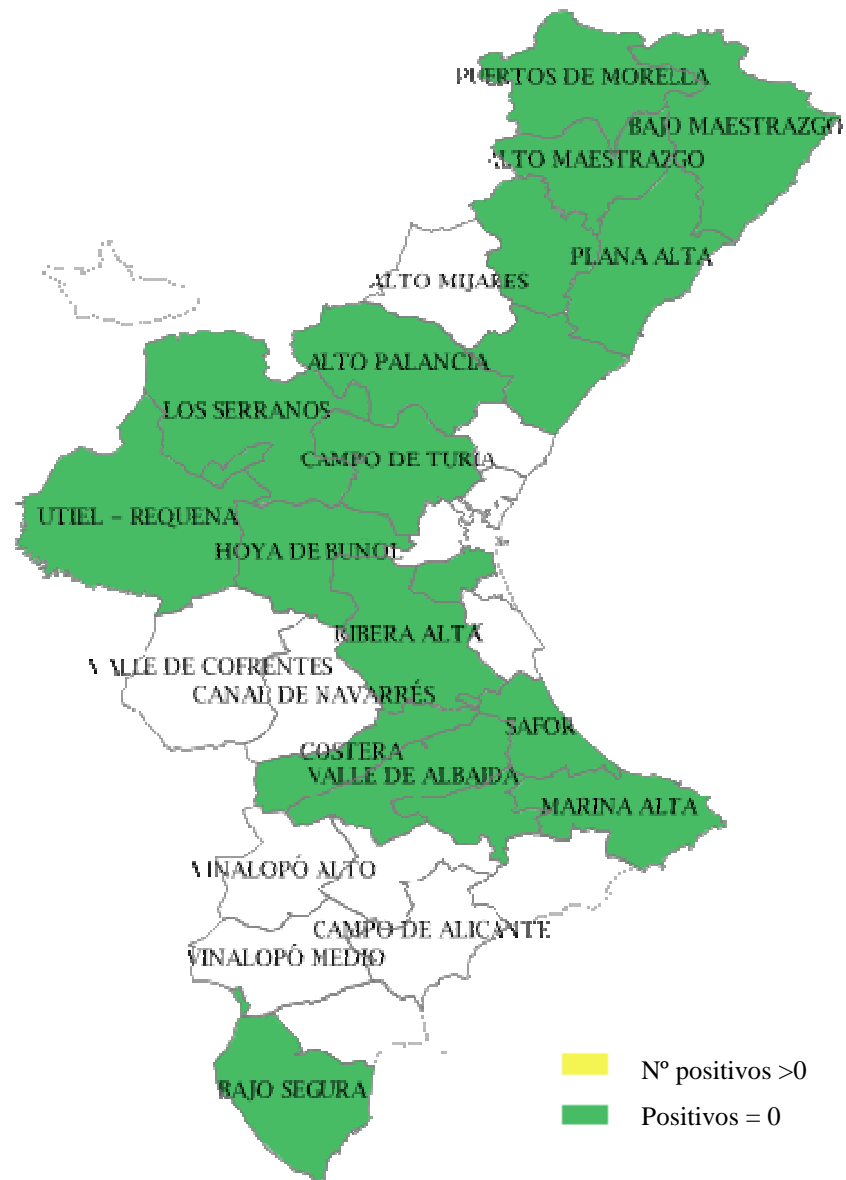 PUERTOS DE MORELLA
BAJO MAESTRAZGO
ALTO MAESTRAZGO
PLANA ALTA
ALTO MIJARES
ALTO PALANCIA
LOS SERRANOS
CAMPO DE TURIA
UTIEL - REQUENA
HOYA DE BUNOL
RIBERA ALTA
VALLE DE COFRENTES
CANAL DE NAVARRÉS
SAFOR
COSTERA
VALLE DE ALBAIDA
MARINA ALTA
VINALOPÓ ALTO
CAMPO DE ALICANTE
VINALOPÓ MEDIO
Nº positivos >0
BAJO SEGURA
Positivos = 0